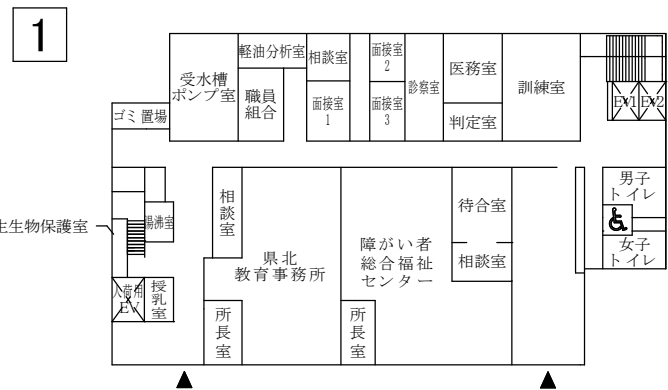 1
受水槽
ポンプ室
軽油分析室
職員
組合
相談室
面接室
1
面接室
2
面接室
3
診察室
医務室
判定室
訓練室
EV1
EV2
ゴミ置場
男子
トイレ
女子
トイレ
生生物保護室
湯沸室
人荷用
EV
授乳室
相談室
県北
教育事務所
所長室
障がい者
総合福祉
センター
所長室
待合室
相談室